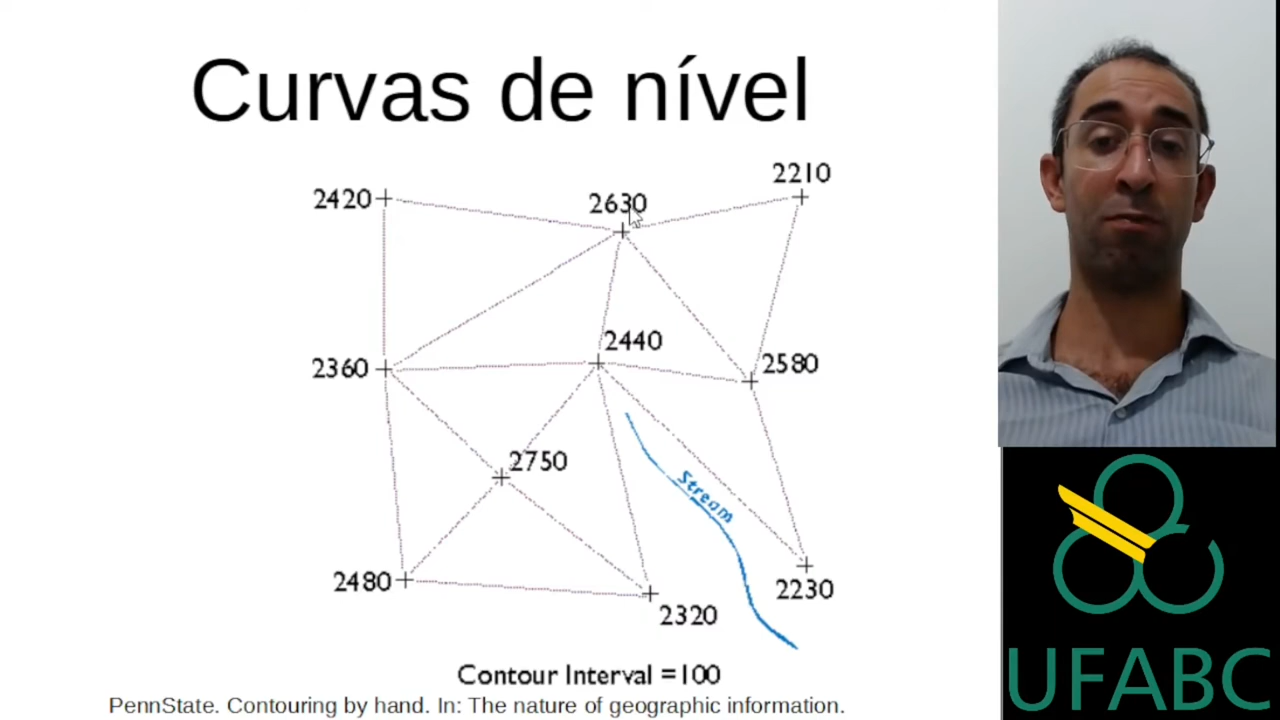 Curvas de nível
2210
2420
2630
2440
2360
2580
2750
Stream
2480
2230
2320
Contour Interval =100
PennState. Contouring by hand. In: The nature of geographic information.
UFABC